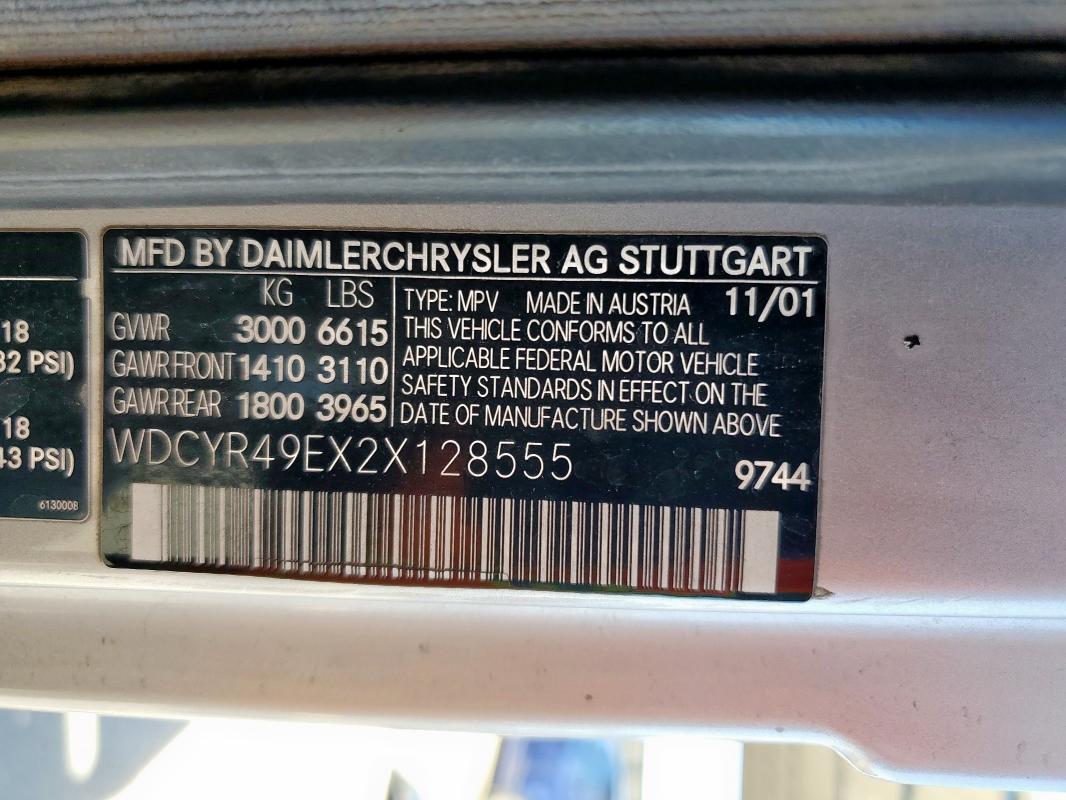 18
32 PSI)
18
43 PSI)
6130008
MFD BY DAIMLERCHRYSLER AG STUTTGART
KG LBS
GVWR 3000 6615
GAWR FRONT 1410 3110
GAWR REAR 1800 3965
TYPE: MPV MADE IN AUSTRIA 11/01
THIS VEHICLE CONFORMS TO ALL
APPLICABLE FEDERAL MOTOR VEHICLE
SAFETY STANDARDS IN EFFECT ON THE
DATE OF MANUFACTURE SHOWN ABOVE
WDCYR49EX2X128555
9744